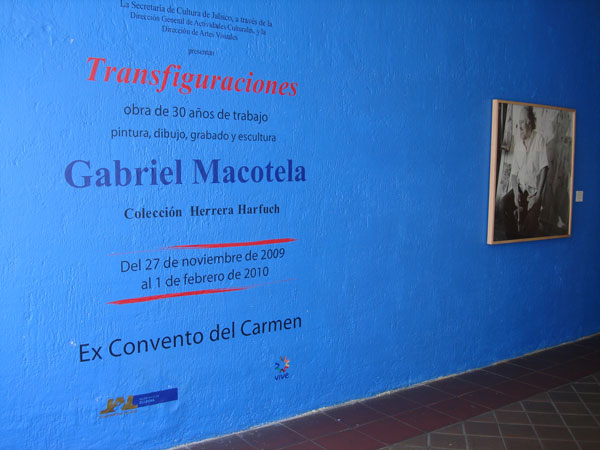 La Secretaría de Cultura de Jalisco, a través de la
Dirección General de Actividades Culturales, y la
Dirección de Artes Visuales
presentan
Transfiguraciones
obra de 30 años de trabajo
pintura, dibujo, grabado y escultura
Gabriel Macotela
Colección Herrera Harfuch
Del 27 de noviembre de 2009
al 1 de febrero de 2010
Ex Convento del Carmen
vive